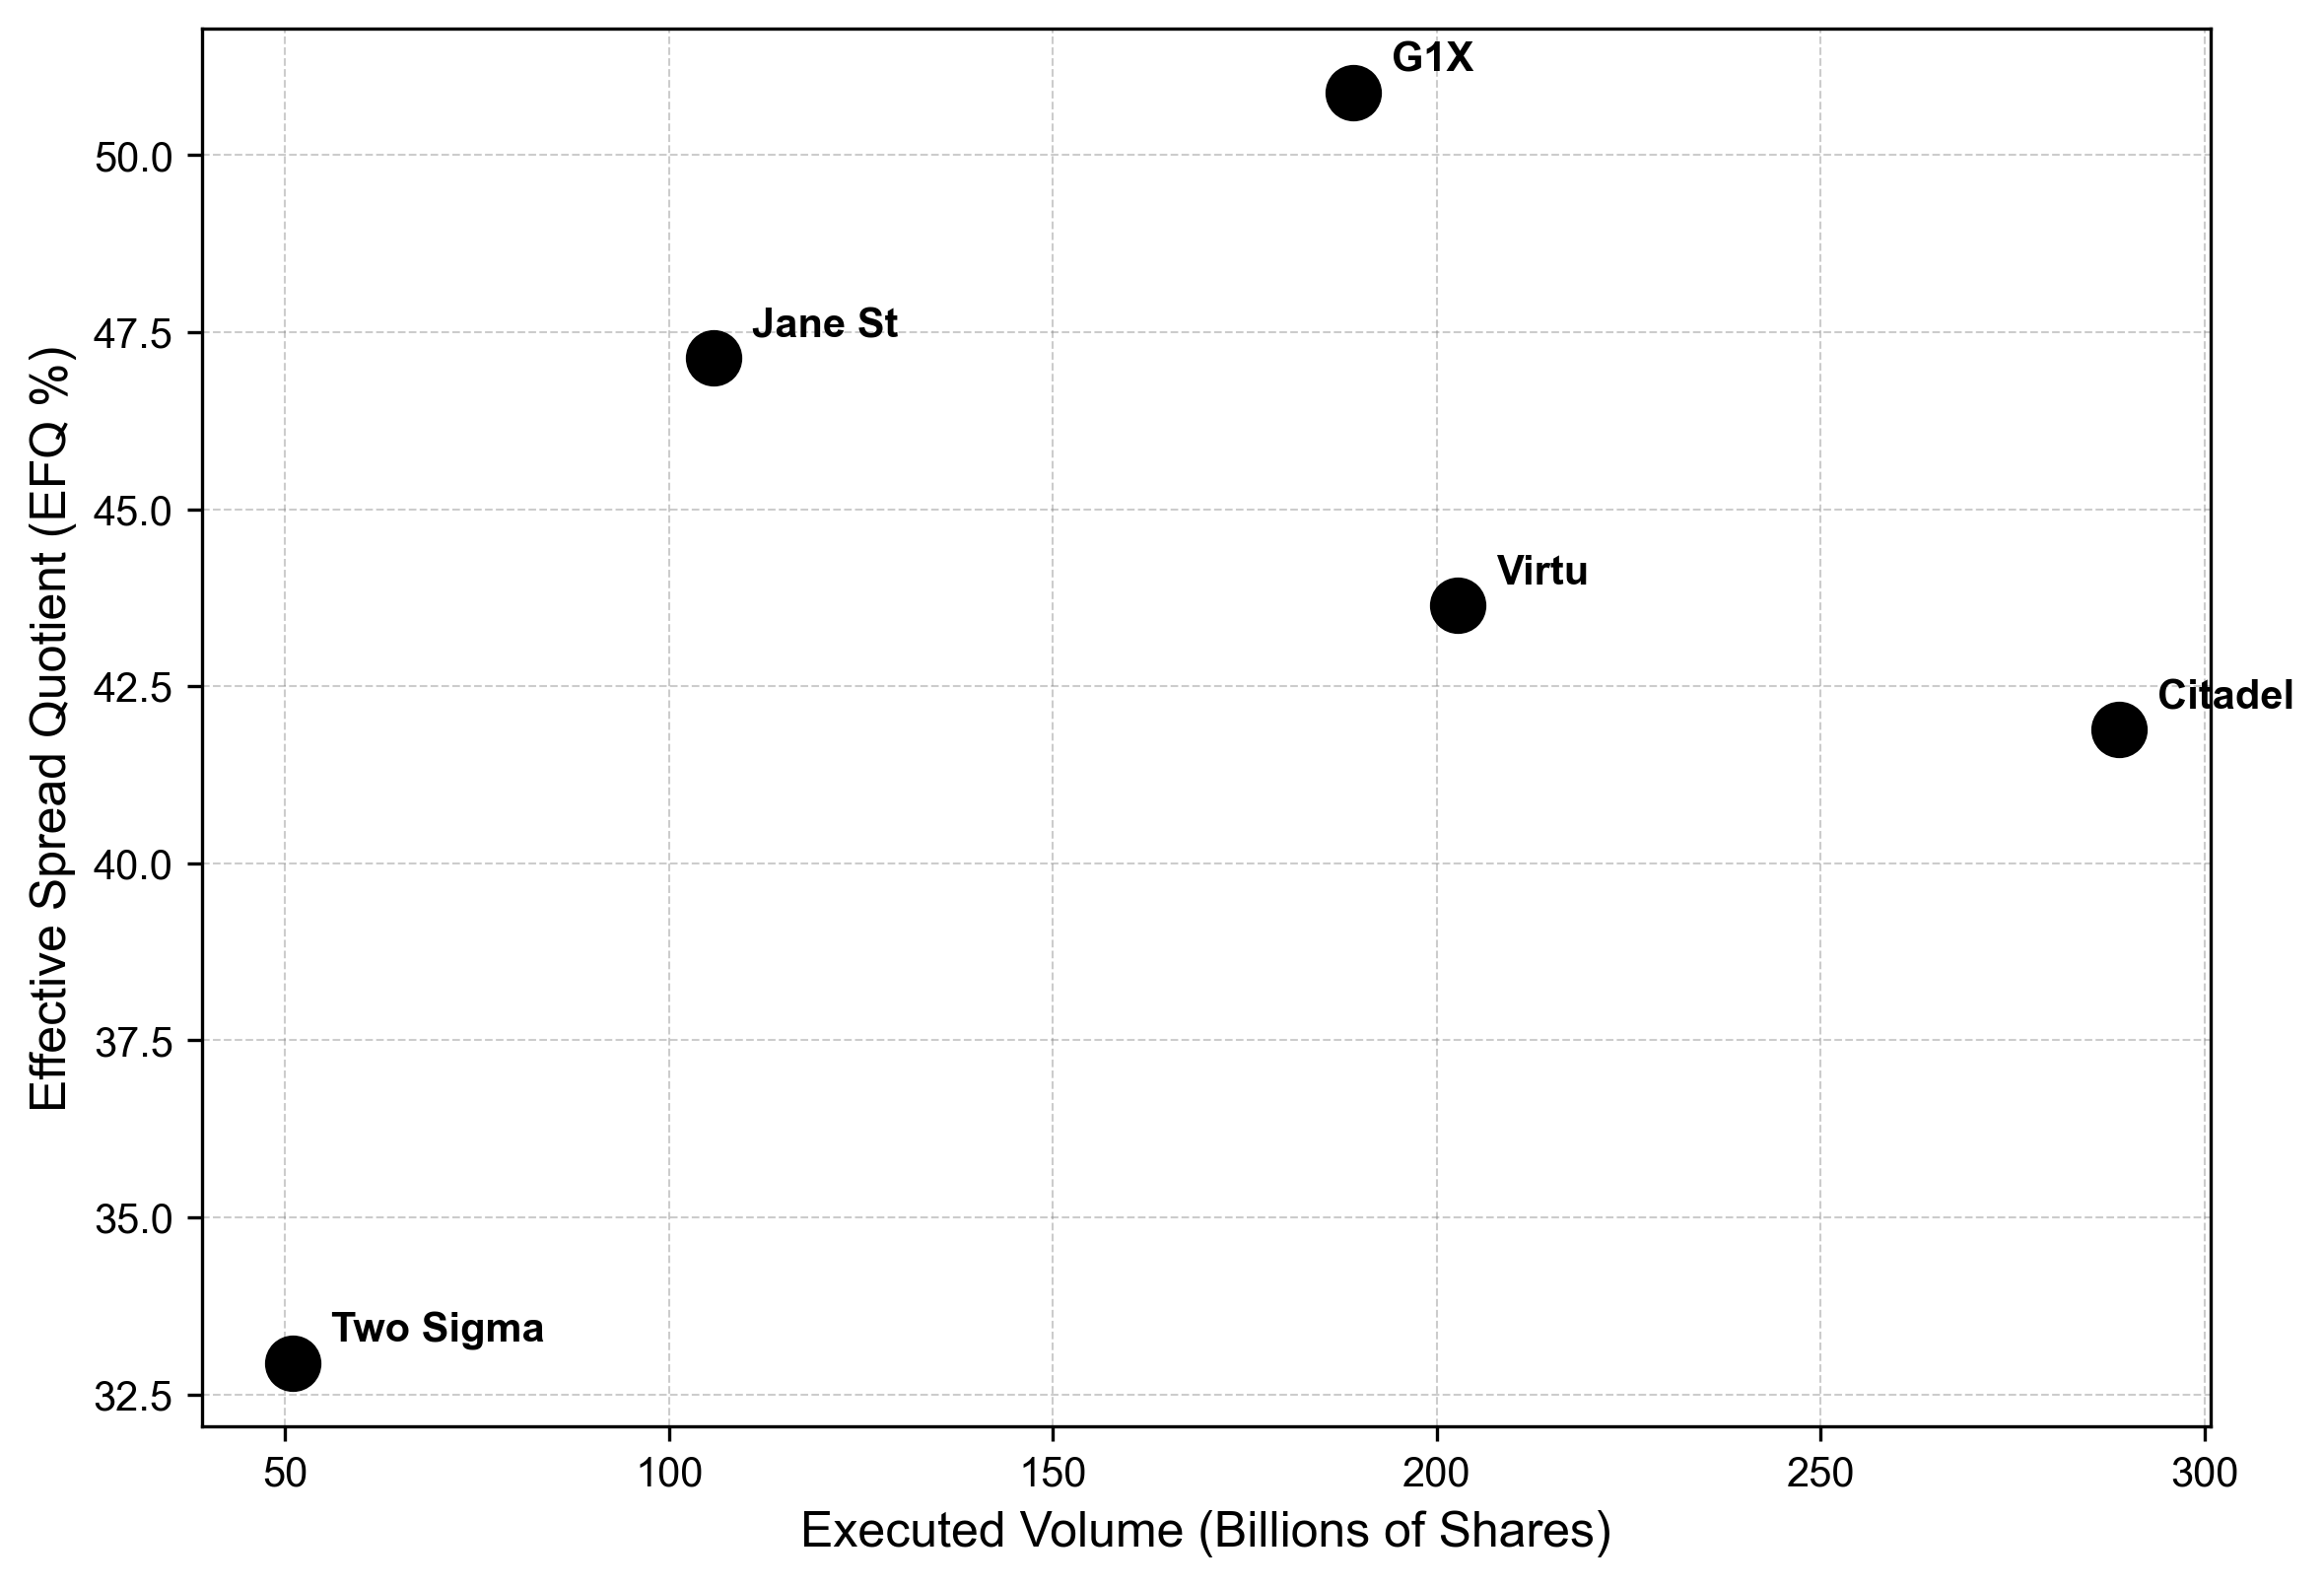 G1X
50.0
Jane St
47.5
45.0
Virtu
42.5
Citadel
40.0
37.5
35.0
Two Sigma
32.5
50 100 150 200 250 300
Executed Volume (Billions of Shares)
Effective Spread Quotient (EFQ %)